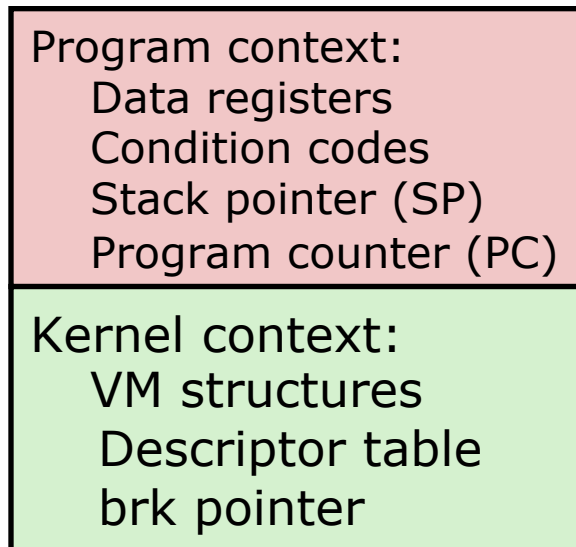 Program context:
Data registers
Condition codes
Stack pointer (SP)
Program counter (PC)
Kernel context:
VM structures
Descriptor table
brk pointer